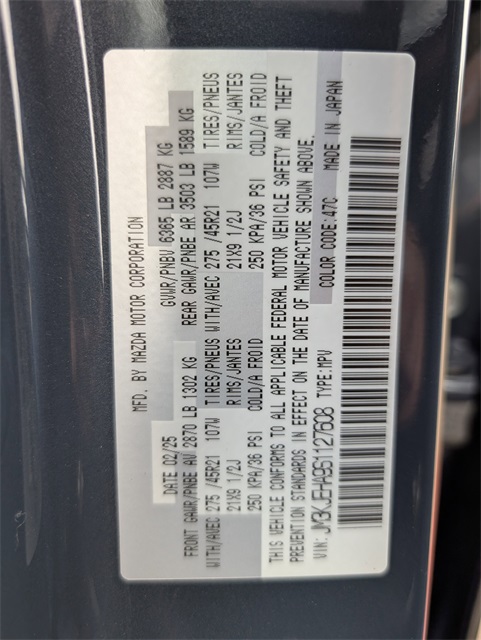 MFD. BY MAZDA MOTOR CORPORATION
DATE 02/25 GVWR/PNBV 6365 LB 2887 KG
FRONT GAWR/PNBE AV 2870 LB 1302 KG REAR GAWR/PNBE AR 3503 LB 1589 KG
WITH/AVEC 275 /45R21 107W TIRES/PNEUS WITH/AVEC 275 /45R21 107W TIRES/PNEUS
21X9 1/2J RIMS/JANTES 21X9 1/2J RIMS/JANTES
250 KPA/36 PSI COLD/A FROID 250 KPA/36 PSI COLD/A FROID
THIS VEHICLE CONFORMS TO ALL APPLICABLE FEDERAL MOTOR VEHICLE SAFETY AND THEFT
PREVENTION STANDARDS IN EFFECT ON THE DATE OF MANUFACTURE SHOWN ABOVE.
COLOR CODE:47C MADE IN JAPAN
VIN: JM3KJEHA9S1127608 TYPE:MPV